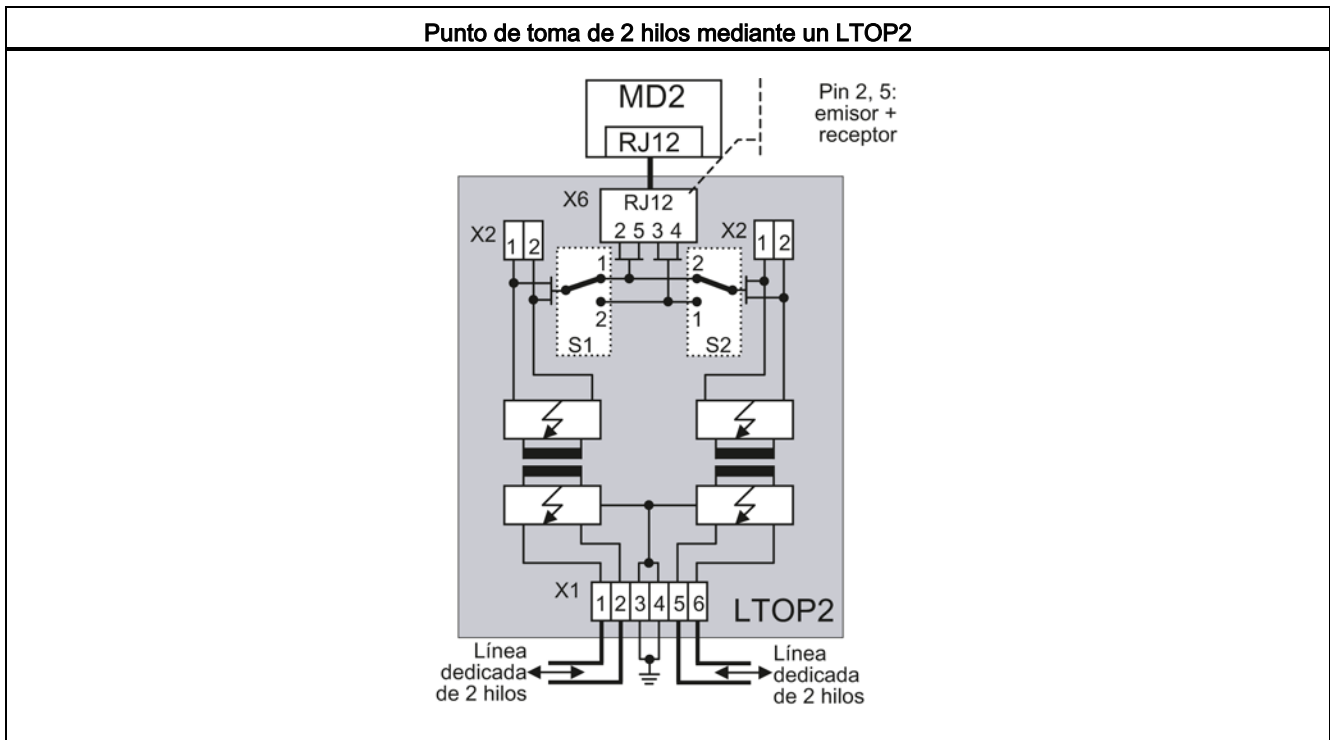 Punto de toma de 2 hilos mediante un LTOP2
MD2
RJ12
Pin 2, 5:
emisor +
receptor
X6
RJ12
2 5 3 4
X2
1 2
X2
1 2
1
2
S1
2
1
S2
X1
1 2 3 4 5 6
LTOP2
Línea
dedicada
de 2 hilos
Línea
dedicada
de 2 hilos